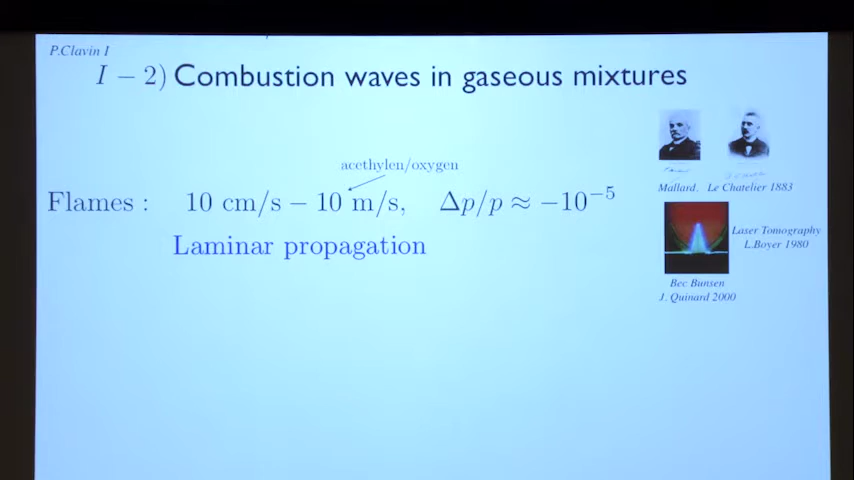 P.Clavin I
I – 2) Combustion waves in gaseous mixtures
acethylen/oxygen
Flames : 10 cm/s – 10 m/s, Δp/p ≈ −10⁻⁵
Laminar propagation
Mallard. Le Chatelier 1883
Laser Tomography
L.Boyer 1980
Bec Bunsen
J. Quinard 2000